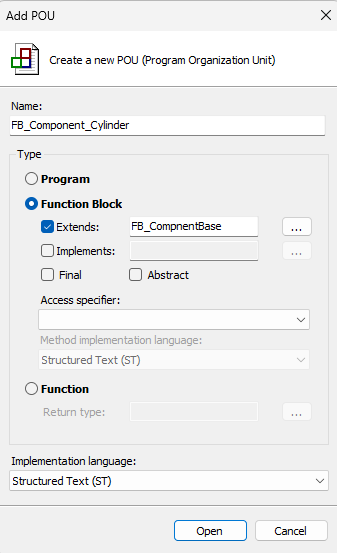 Add POU
Create a new POU (Program Organization Unit)
Name:
FB_Component_Cylinder
Type
Program
Function Block
Extends: FB_CompnentBase ...
Implements: ...
Final Abstract
Access specifier:
Method implementation language:
Structured Text (ST)
Function
Return type: ...
Implementation language:
Structured Text (ST)
Open Cancel